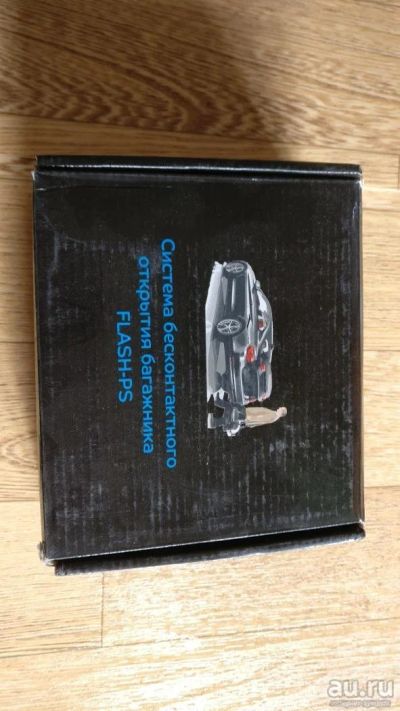 Система бесконтактного
открытия багажника
FLASH-PS
au.ru